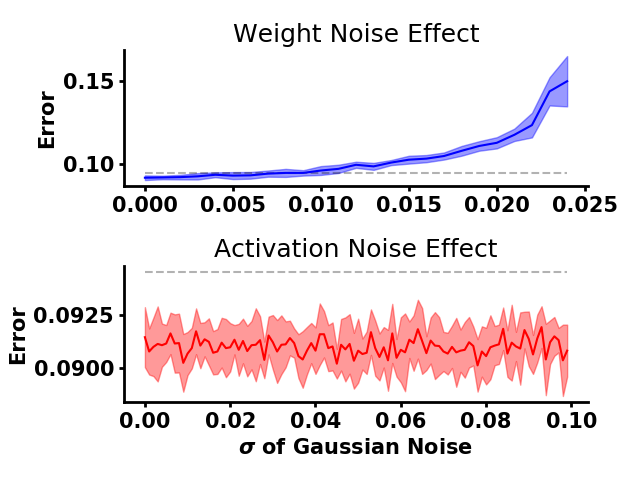 Weight Noise Effect
Error
0.15
0.10
0.000 0.005 0.010 0.015 0.020 0.025
Activation Noise Effect
Error
0.0925
0.0900
0.00 0.02 0.04 0.06 0.08 0.10
σ of Gaussian Noise